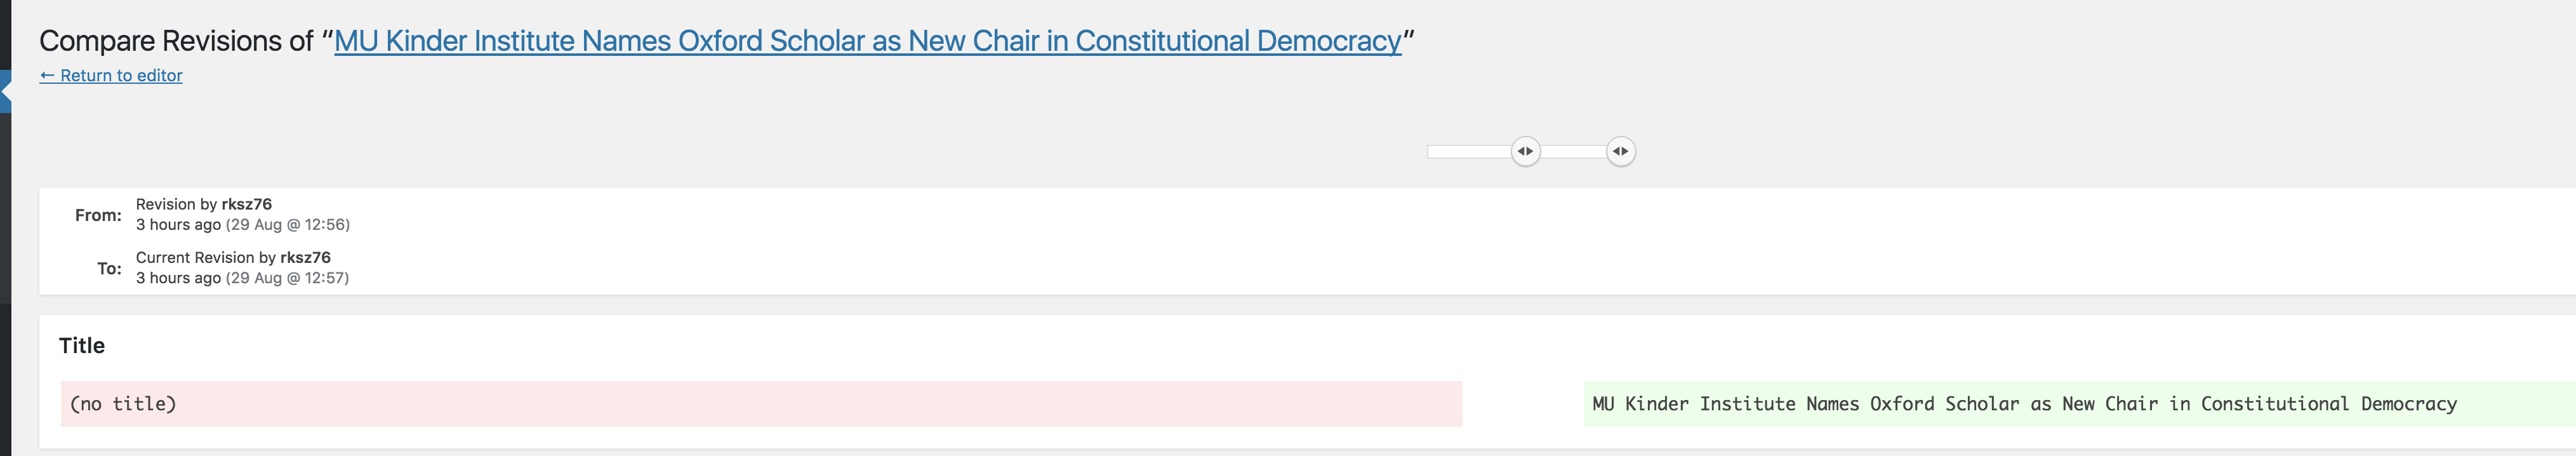 Compare Revisions of “MU Kinder Institute Names Oxford Scholar as New Chair in Constitutional Democracy”
← Return to editor
From:
Revision by rksz76
3 hours ago (29 Aug @ 12:56)
To:
Current Revision by rksz76
3 hours ago (29 Aug @ 12:57)
Title
(no title)
MU Kinder Institute Names Oxford Scholar as New Chair in Constitutional Democracy